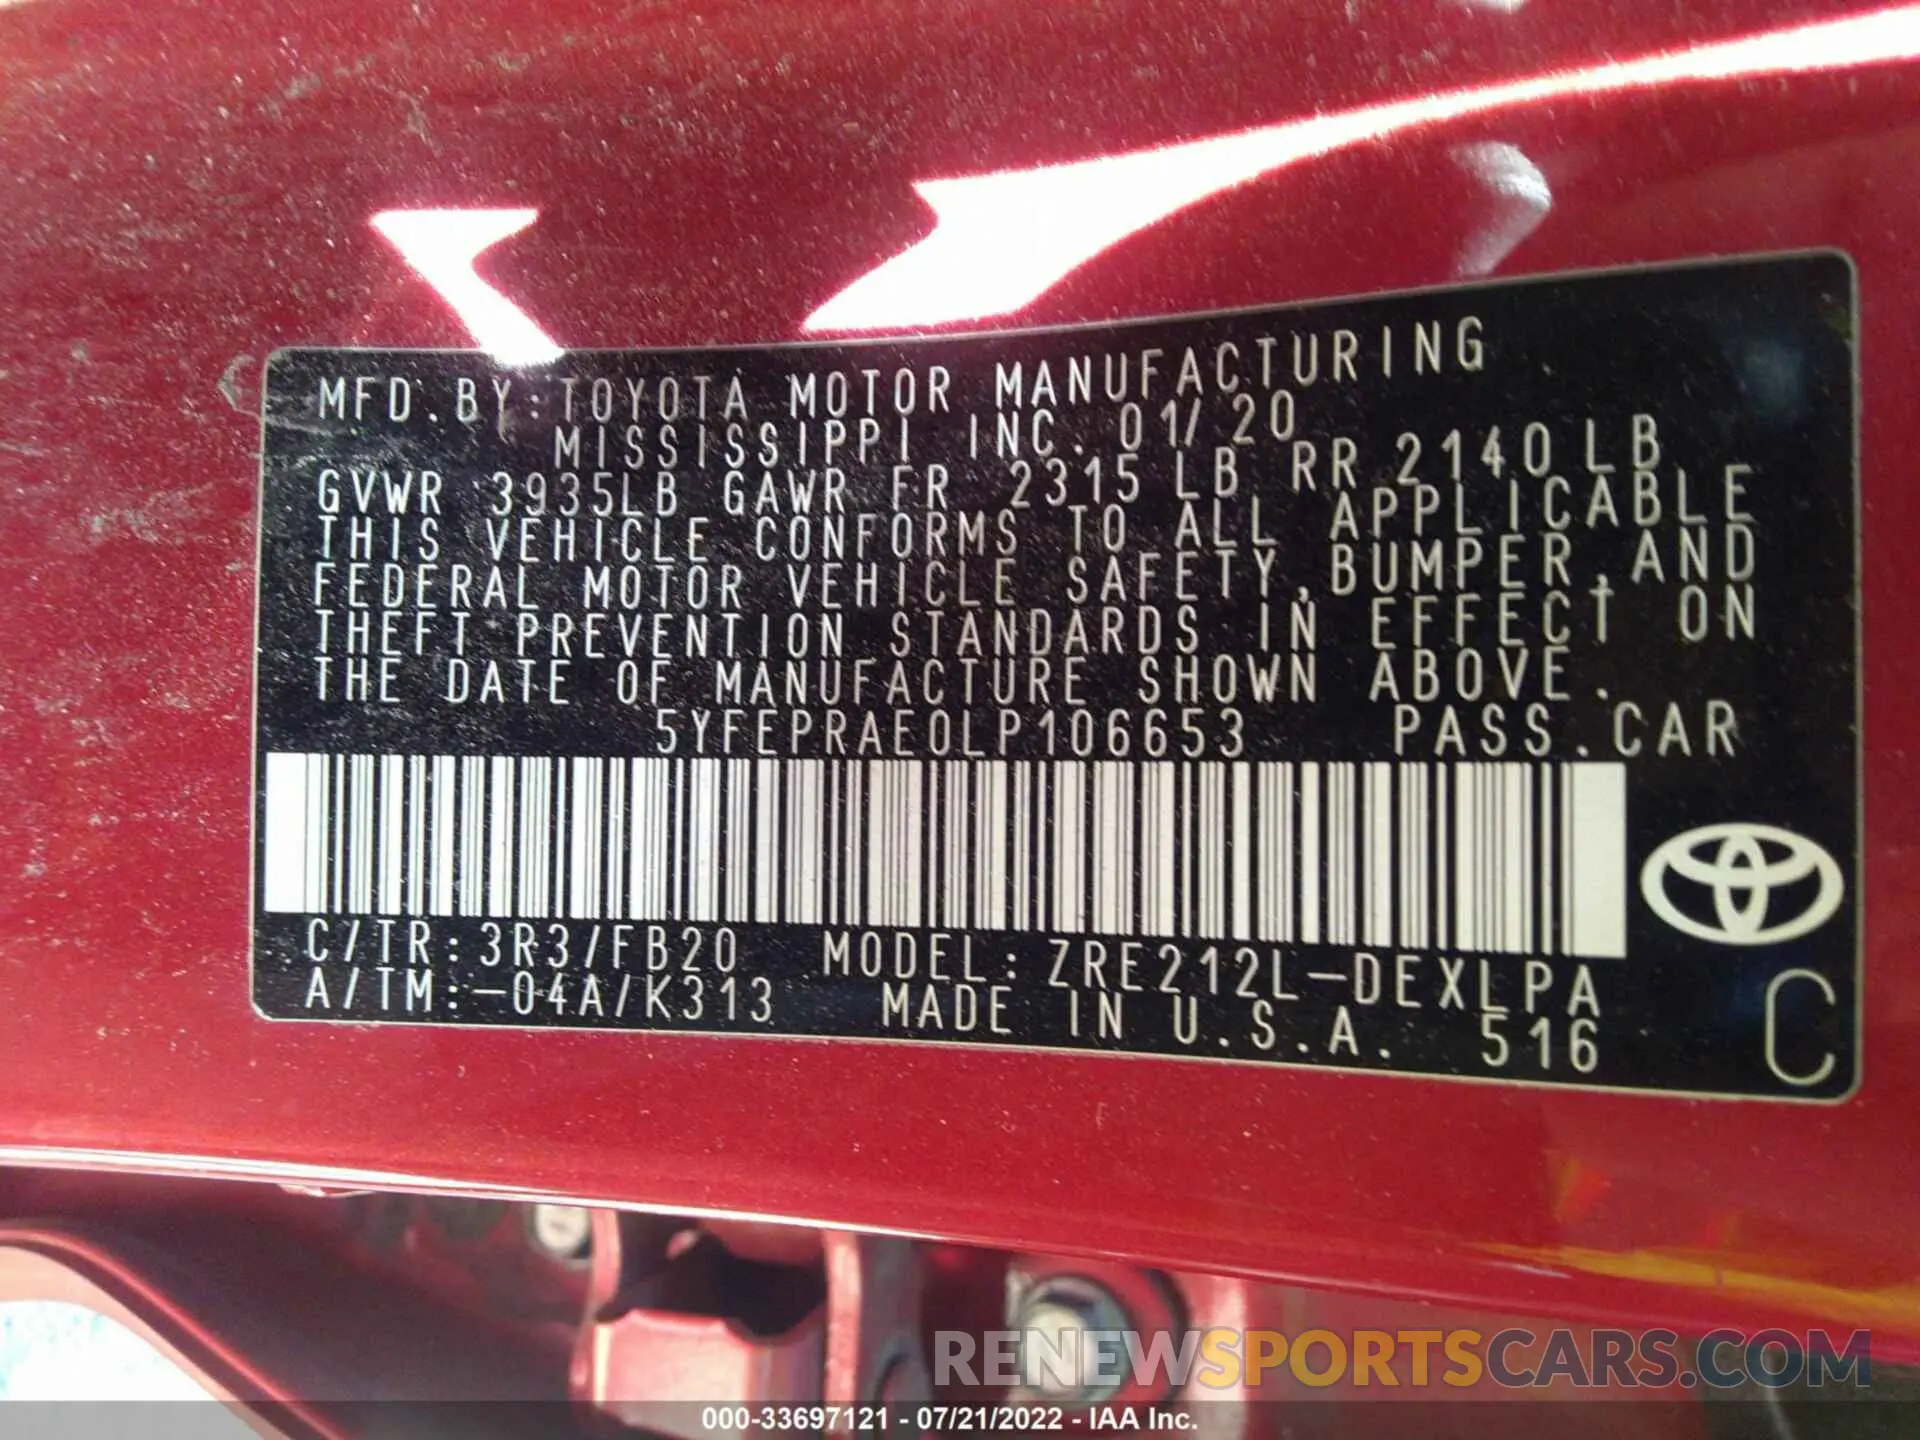 MFD. BY: TOYOTA MOTOR MANUFACTURING
MISSISSIPPI INC. 01/20
GVWR 3935LB GAWR FR 2315 LB RR 2140LB
THIS VEHICLE CONFORMS TO ALL APPLICABLE
FEDERAL MOTOR VEHICLE SAFETY, BUMPER, AND
THEFT PREVENTION STANDARDS IN EFFECT ON
THE DATE OF MANUFACTURE SHOWN ABOVE.
5YFEPRAE0LP106653 PASS. CAR
C/TR: 3R3/FB20 MODEL: ZRE212L-DEXLPA
A/TM: -04A/K313 MADE IN U.S.A. 516
C
RENEWSPORTSCARS.COM
000-33697121 - 07/21/2022 - IAA Inc.